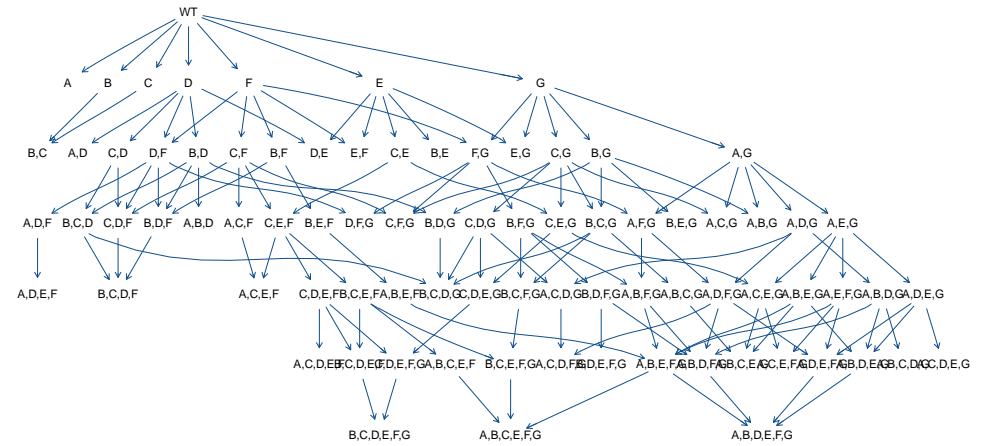 WT
A B C D F E G
B,C A,D C,D D,F B,D C,F B,F D,E E,F C,E B,E F,G E,G C,G B,G A,G
A,D,F B,C,D C,D,F B,D,F A,B,D A,C,F C,E,F B,E,F D,F,G C,F,G B,D,G C,D,G B,F,G C,E,G B,C,G A,F,G B,E,G A,C,G A,B,G A,D,G A,E,G
A,D,E,F B,C,D,F A,C,E,F C,D,E,F B,C,E,F A,B,E,F B,C,D,G C,D,E,G B,C,F,G A,C,D,G B,D,F,G A,B,F,G A,B,C,G A,D,F,G A,C,E,G A,B,E,G A,E,F,G A,B,D,G A,D,E,G
A,C,D,E,F B,C,D,E,F C,D,E,F,G A,B,C,E,F B,C,E,F,G A,C,D,F,G B,D,E,F,G A,B,E,F,G A,B,D,F,G A,B,C,E,G A,C,E,F,G A,D,E,F,G A,B,D,E,G A,B,C,D,G A,C,D,E,G
B,C,D,E,F,G A,B,C,E,F,G A,B,D,E,F,G